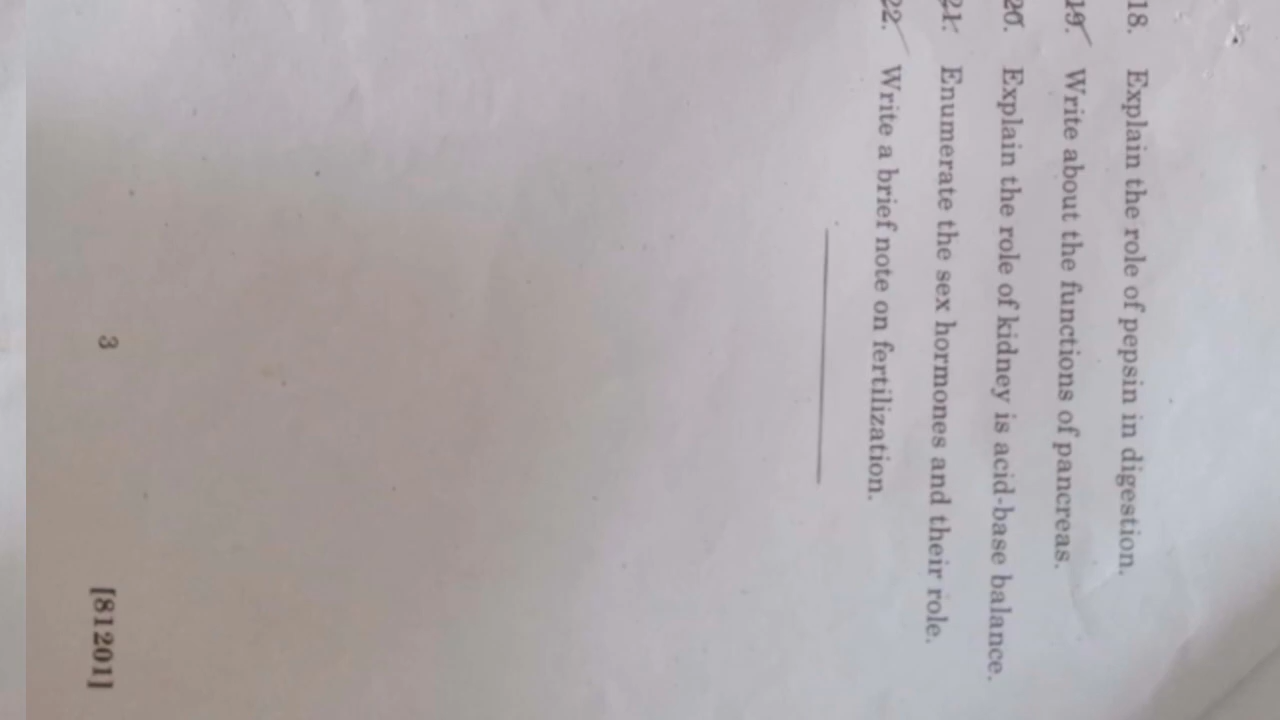 18. Explain the role of pepsin in digestion.
19. Write about the functions of pancreas.
20. Explain the role of kidney is acid-base balance.
21. Enumerate the sex hormones and their role.
22. Write a brief note on fertilization.
3 [81201]